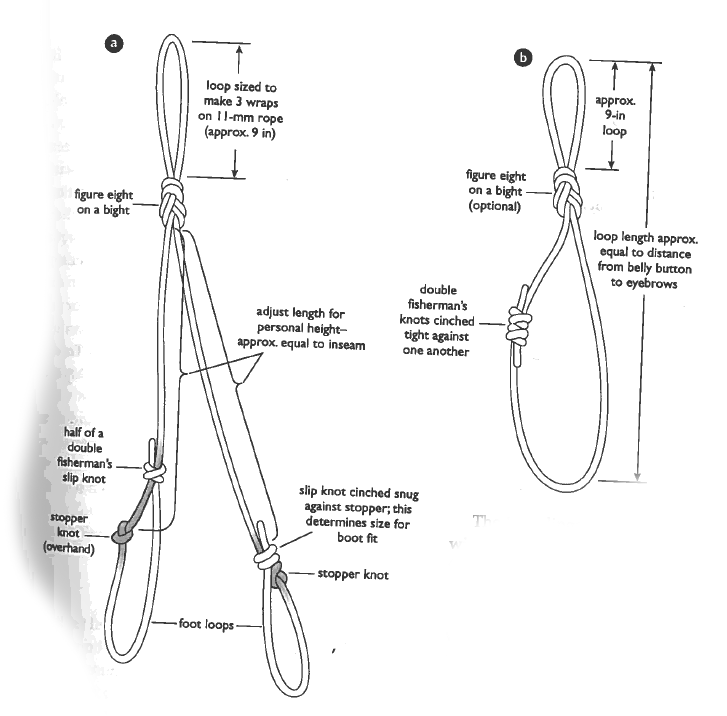 a
loop sized to
make 3 wraps
on 11-mm rope
(approx. 9 in)
figure eight
on a bight
adjust length for
personal height–
approx. equal to inseam
half of a
double
fisherman's
slip knot
stopper
knot
(overhand)
slip knot cinched snug
against stopper; this
determines size for
boot fit
stopper knot
foot loops
b
approx.
9-in
loop
figure eight
on a bight
(optional)
loop length approx.
equal to distance
from belly button
to eyebrows
double
fisherman's
knots cinched
tight against
one another